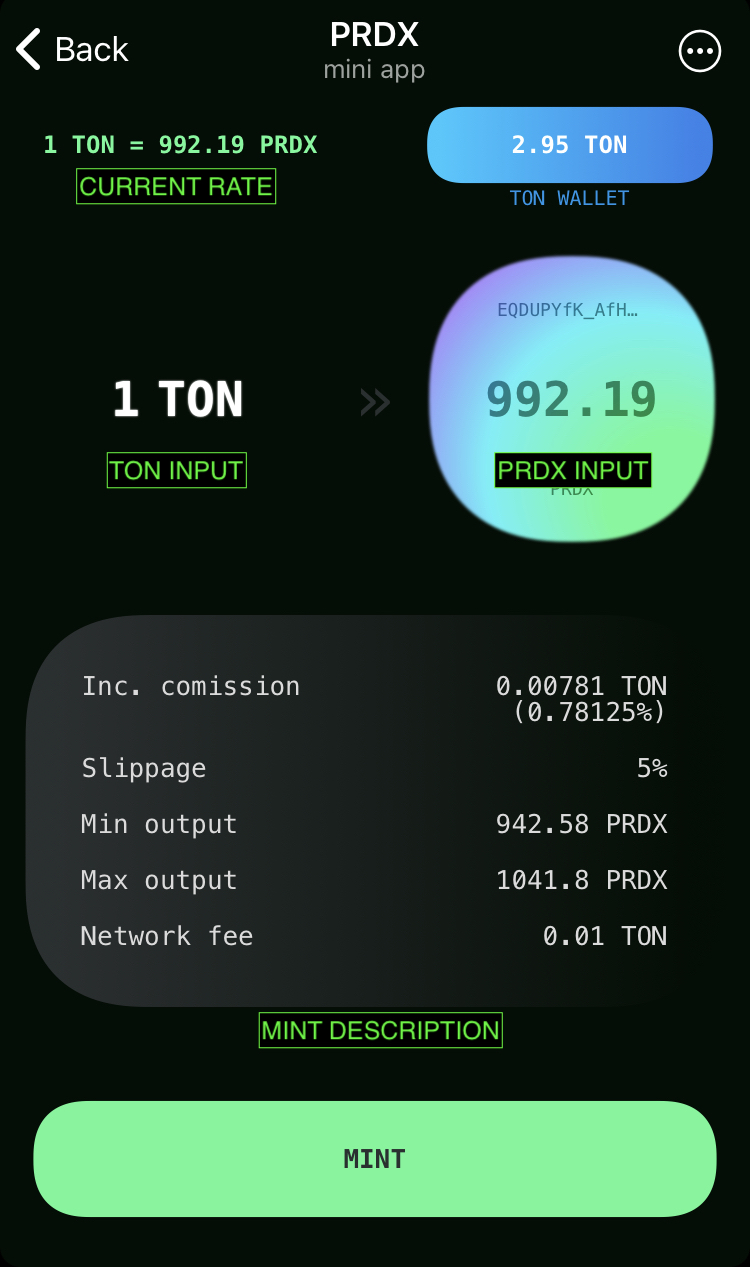 Back
PRDX
mini app
1 TON = 992.19 PRDX
CURRENT RATE
2.95 TON
TON WALLET
1 TON
»
TON INPUT
EQDUPYfK_AfH…
992.19
PRDX INPUT
PRDX
Inc. comission 0.00781 TON
(0.78125%)
Slippage 5%
Min output 942.58 PRDX
Max output 1041.8 PRDX
Network fee 0.01 TON
MINT DESCRIPTION
MINT